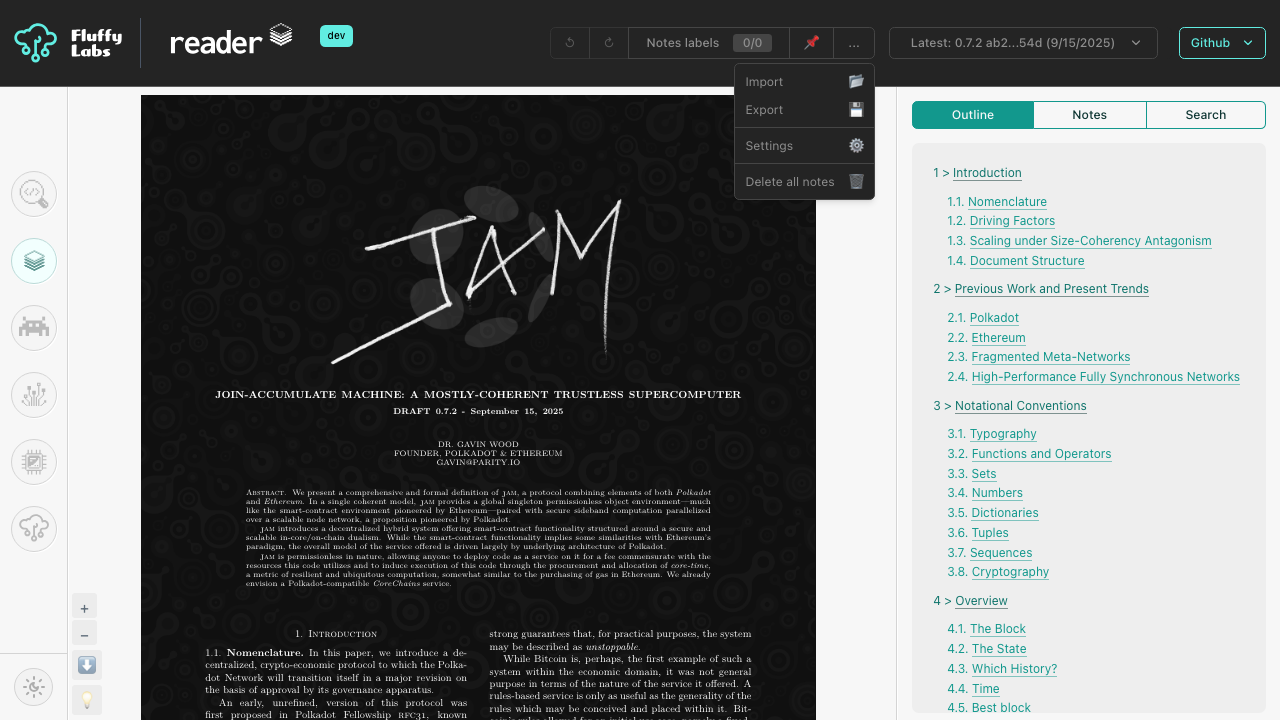 Fluffy Labs
reader
dev
Notes labels 0/0
...
Latest: 0.7.2 ab2...54d (9/15/2025)
Github
Import
Export
Settings
Delete all notes
JAM
JOIN-ACCUMULATE MACHINE: A MOSTLY-COHERENT TRUSTLESS SUPERCOMPUTER
DRAFT 0.7.2 - September 15, 2025
DR. GAVIN WOOD
FOUNDER, POLKADOT & ETHEREUM
GAVIN@PARITY.IO
Abstract. We present a comprehensive and formal definition of JAM, a protocol combining elements of both Polkadot
and Ethereum. In a single coherent model, JAM provides a global singleton permissionless object environment—much
like the smart-contract environment pioneered by Ethereum—paired with secure sideband computation parallelized
over a scalable node network, a proposition pioneered by Polkadot.
JAM introduces a decentralized hybrid system offering smart-contract functionality structured around a secure and
scalable in-core/on-chain dualism. While the smart-contract functionality implies some similarities with Ethereum's
paradigm, the overall model of the service offered is driven largely by underlying architecture of Polkadot.
JAM is permissionless in nature, allowing anyone to deploy code as a service on it for a fee commensurate with the
resources this code utilizes and to induce execution of this code through the procurement and allocation of core-time,
a metric of resilient and ubiquitous computation, somewhat similar to the purchasing of gas in Ethereum. We already
envision a Polkadot-compatible CoreChains service.
1. Introduction
1.1. Nomenclature. In this paper, we introduce a de-
centralized, crypto-economic protocol to which the Polka-
dot Network will transition itself in a major revision on
the basis of approval by its governance apparatus.
An early, unrefined, version of this protocol was
first proposed in Polkadot Fellowship RFC31, known
strong guarantees that, for practical purposes, the system
may be described as unstoppable.
While Bitcoin is, perhaps, the first example of such a
system within the economic domain, it was not general
purpose in terms of the nature of the service it offered. A
rules-based service is only as useful as the generality of the
rules which may be conceived and placed within it. Bit-
+
−
Outline Notes Search
1 > Introduction
1.1. Nomenclature
1.2. Driving Factors
1.3. Scaling under Size-Coherency Antagonism
1.4. Document Structure
2 > Previous Work and Present Trends
2.1. Polkadot
2.2. Ethereum
2.3. Fragmented Meta-Networks
2.4. High-Performance Fully Synchronous Networks
3 > Notational Conventions
3.1. Typography
3.2. Functions and Operators
3.3. Sets
3.4. Numbers
3.5. Dictionaries
3.6. Tuples
3.7. Sequences
3.8. Cryptography
4 > Overview
4.1. The Block
4.2. The State
4.3. Which History?
4.4. Time
4.5. Best block